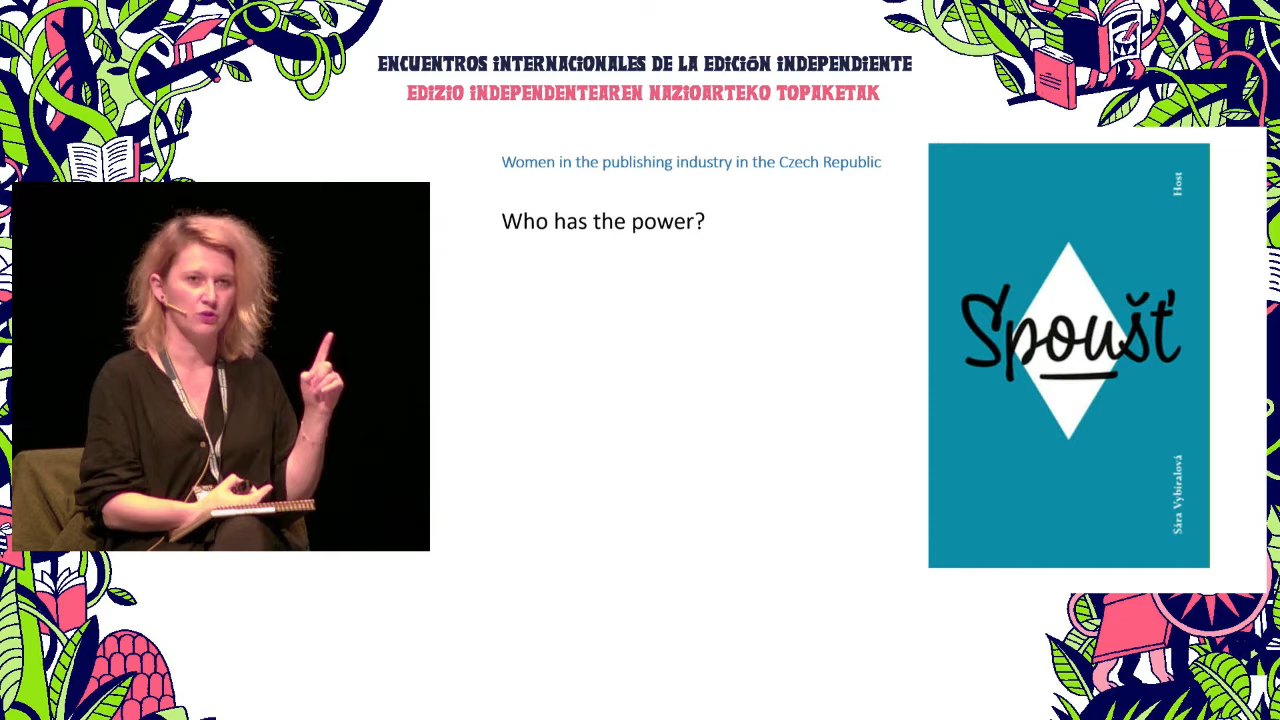 ENCUENTROS INTERNACIONALES DE LA EDICIÓN INDEPENDIENTE
EDIZIO INDEPENDENTEAREN NAZIOARTEKO TOPAKETAK
Women in the publishing industry in the Czech Republic
Who has the power?
Host
Spoušť
Sára Vybíralová